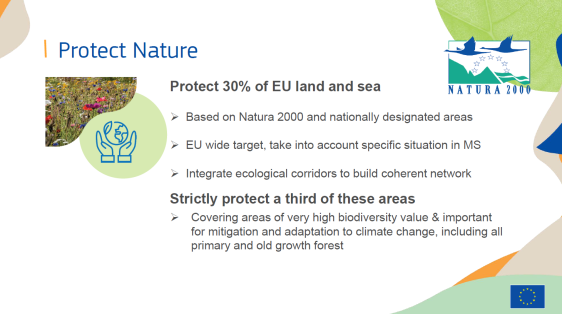 Protect Nature
NATURA 2000
Protect 30% of EU land and sea
➢ Based on Natura 2000 and nationally designated areas
➢ EU wide target, take into account specific situation in MS
➢ Integrate ecological corridors to build coherent network
Strictly protect a third of these areas
➢ Covering areas of very high biodiversity value & important
for mitigation and adaptation to climate change, including all
primary and old growth forest